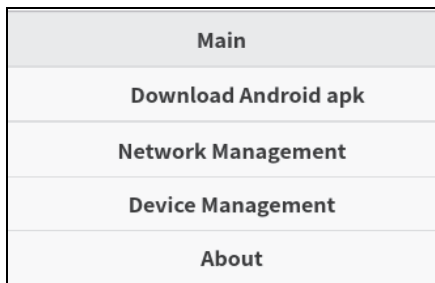 Main
Download Android apk
Network Management
Device Management
About